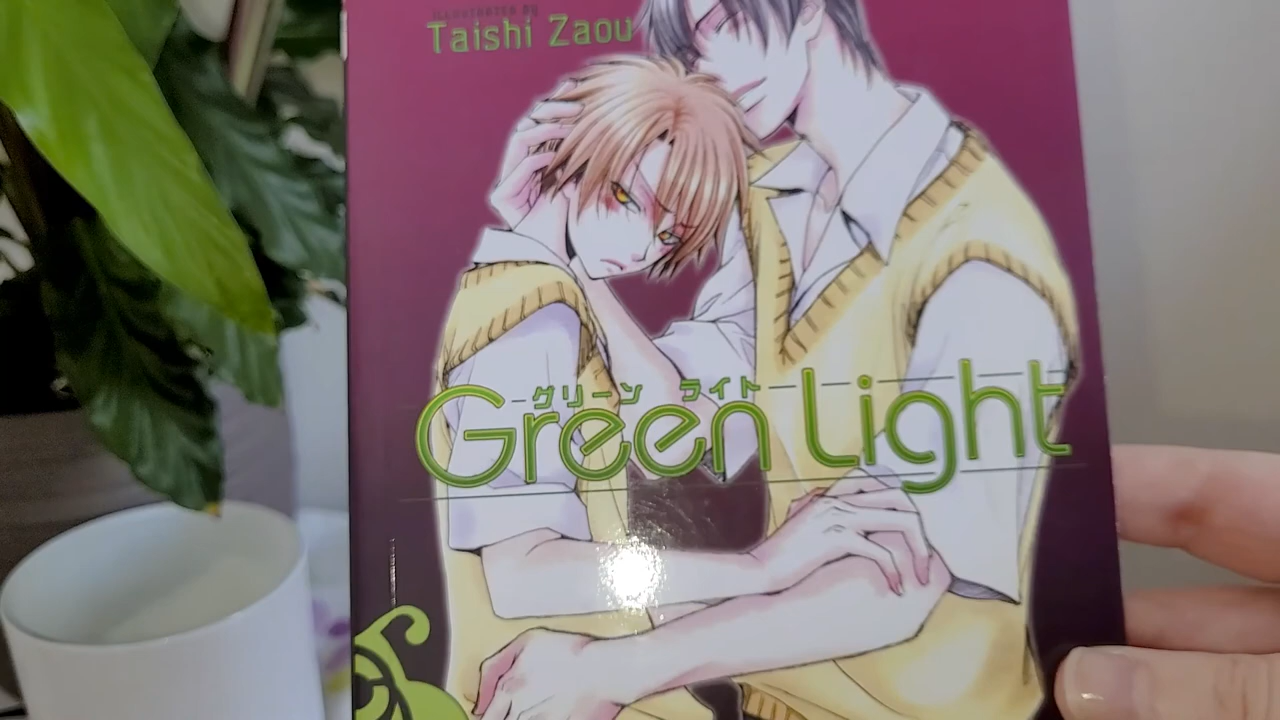 ILLUSTRATED BY
Taishi Zaou
グリーン ライト
Green Light